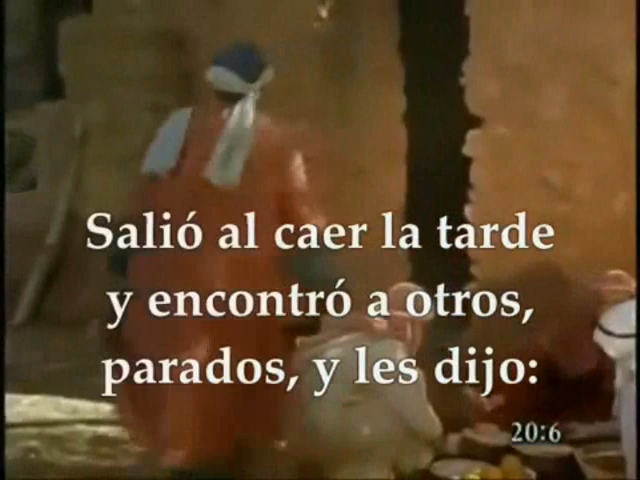 Salió al caer la tarde
y encontró a otros,
parados, y les dijo:
20:6